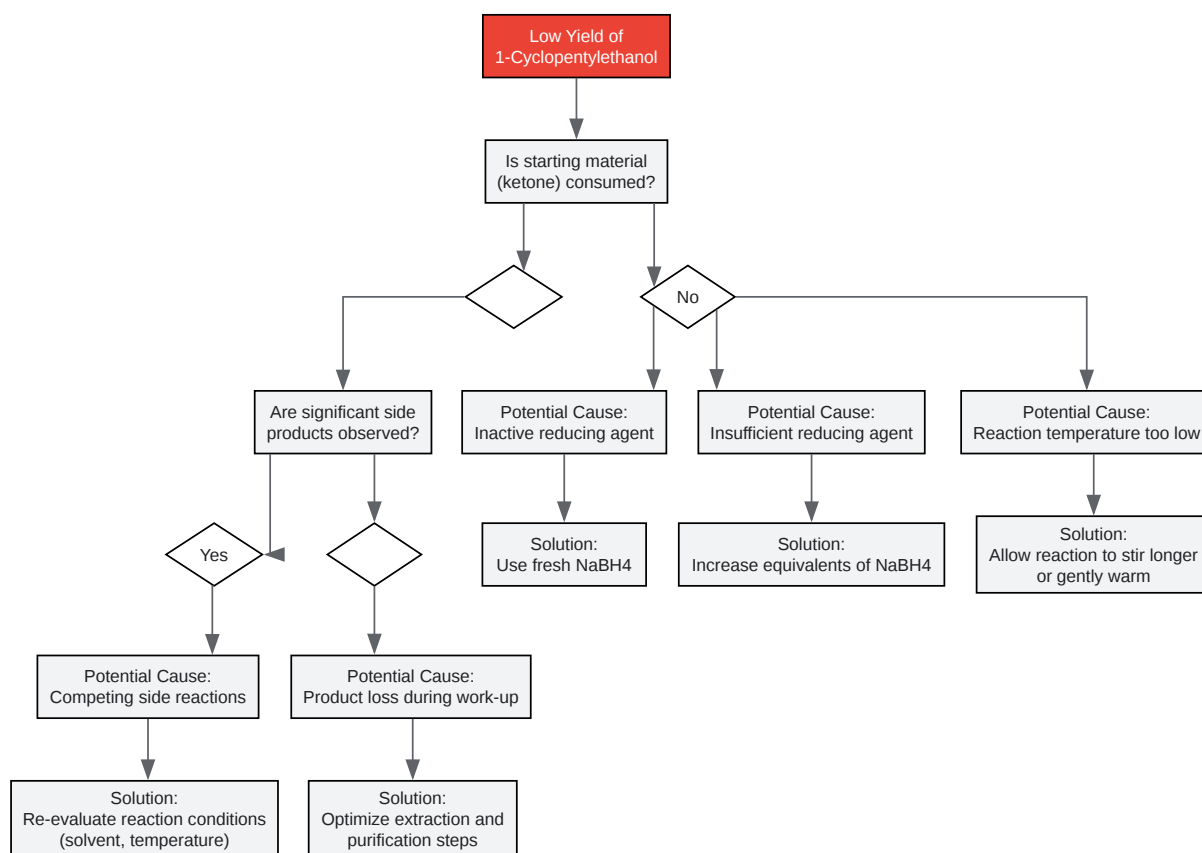 Low Yield of
1-Cyclopentylethanol
Is starting material
(ketone) consumed?
No
Are significant side
products observed?
Potential Cause:
Inactive reducing agent
Potential Cause:
Insufficient reducing agent
Potential Cause:
Reaction temperature too low
Yes
Solution:
Use fresh NaBH4
Solution:
Increase equivalents of NaBH4
Solution:
Allow reaction to stir longer
or gently warm
Potential Cause:
Competing side reactions
Potential Cause:
Product loss during work-up
Solution:
Re-evaluate reaction conditions
(solvent, temperature)
Solution:
Optimize extraction and
purification steps